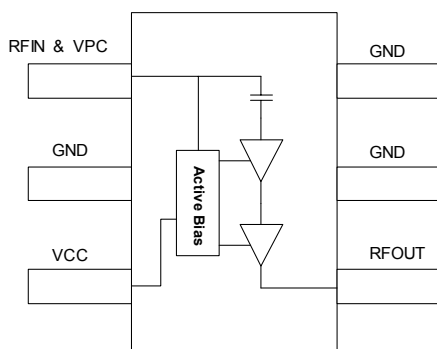 RFIN & VPC
GND
GND
GND
Active Bias
VCC
RFOUT